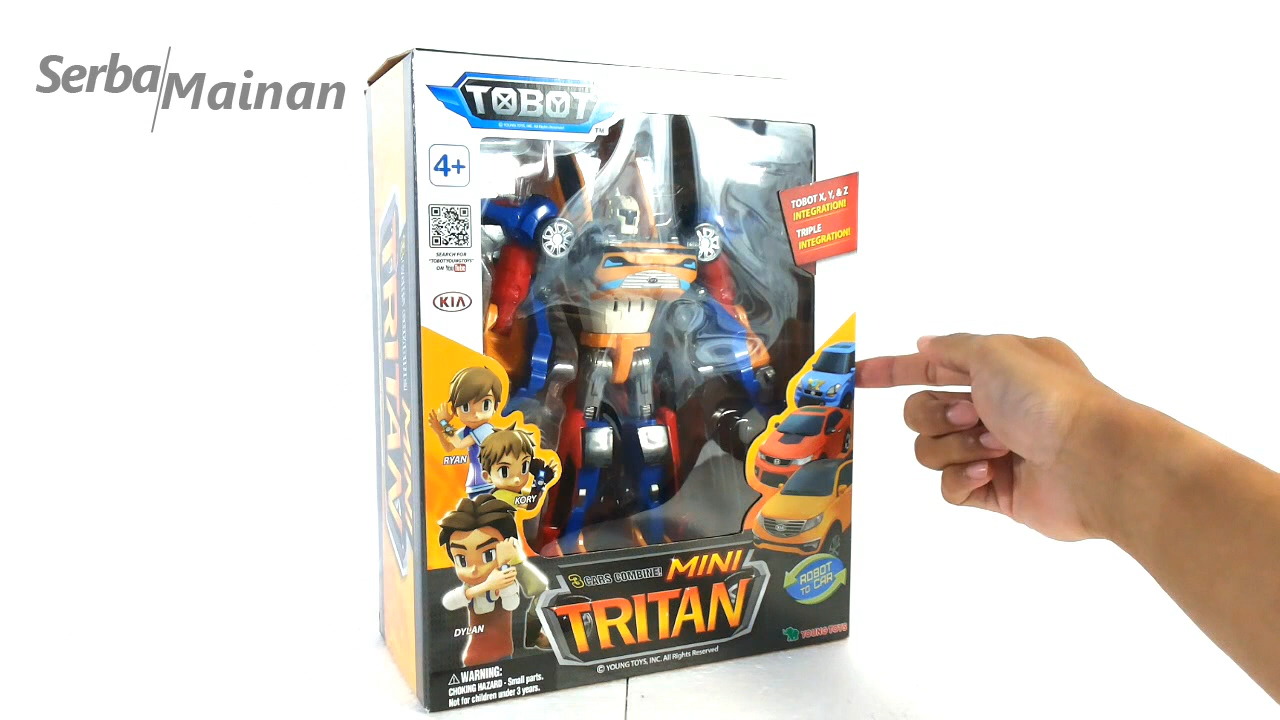 Serba Mainan
TOBOT
© YOUNG TOYS, INC. All Rights Reserved
TM
4+
SEARCH FOR
"TOBOTYOUNGTOYS"
ON YouTube
KIA
TOBOT X, Y, & Z
INTEGRATION!
TRIPLE
INTEGRATION!
RYAN
KORY
DYLAN
3 CARS COMBINE!
MINI
TRITAN
© YOUNG TOYS, INC. All Rights Reserved
ROBOT
TO CAR
YOUNG TOYS
WARNING:
CHOKING HAZARD - Small parts.
Not for children under 3 years.
MINI
TRITAN